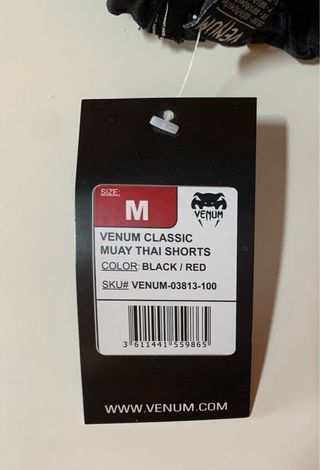 VENUM
SIZE:
M
VENUM
VENUM CLASSIC
MUAY THAI SHORTS
COLOR: BLACK / RED
SKU# VENUM-03813-100
3 611441 559865
WWW.VENUM.COM